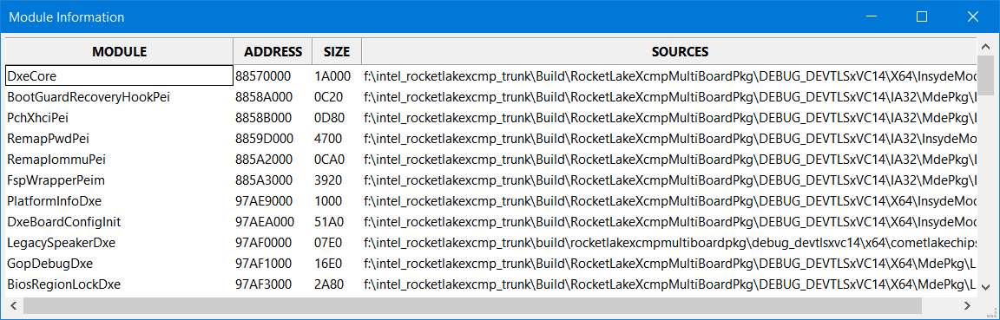 Module Information
MODULE ADDRESS SIZE SOURCES
DxeCore 88570000 1A000 f:\intel_rocketlakexcmp_trunk\Build\RocketLakeXcmpMultiBoardPkg\DEBUG_DEVTLSxVC14\X64\InsydeMod
BootGuardRecoveryHookPei 8858A000 0C20 f:\intel_rocketlakexcmp_trunk\Build\RocketLakeXcmpMultiBoardPkg\DEBUG_DEVTLSxVC14\IA32\MdePkg\L
PchXhciPei 8858B000 0D80 f:\intel_rocketlakexcmp_trunk\Build\RocketLakeXcmpMultiBoardPkg\DEBUG_DEVTLSxVC14\IA32\MdePkg\L
RemapPwdPei 8859D000 4700 f:\intel_rocketlakexcmp_trunk\Build\RocketLakeXcmpMultiBoardPkg\DEBUG_DEVTLSxVC14\IA32\InsydeMo
RemapIommuPei 885A2000 0CA0 f:\intel_rocketlakexcmp_trunk\Build\RocketLakeXcmpMultiBoardPkg\DEBUG_DEVTLSxVC14\IA32\MdePkg\L
FspWrapperPeim 885A3000 3920 f:\intel_rocketlakexcmp_trunk\Build\RocketLakeXcmpMultiBoardPkg\DEBUG_DEVTLSxVC14\IA32\MdePkg\L
PlatformInfoDxe 97AE9000 1000 f:\intel_rocketlakexcmp_trunk\Build\RocketLakeXcmpMultiBoardPkg\DEBUG_DEVTLSxVC14\X64\InsydeMod
DxeBoardConfigInit 97AEA000 51A0 f:\intel_rocketlakexcmp_trunk\Build\RocketLakeXcmpMultiBoardPkg\DEBUG_DEVTLSxVC14\X64\InsydeMod
LegacySpeakerDxe 97AF0000 07E0 f:\intel_rocketlakexcmp_trunk\build\rocketlakexcmpmultiboardpkg\debug_devtlsxvc14\x64\cometlakechips
GopDebugDxe 97AF1000 16E0 f:\intel_rocketlakexcmp_trunk\Build\RocketLakeXcmpMultiBoardPkg\DEBUG_DEVTLSxVC14\X64\MdePkg\L
BiosRegionLockDxe 97AF3000 2A80 f:\intel_rocketlakexcmp_trunk\Build\RocketLakeXcmpMultiBoardPkg\DEBUG_DEVTLSxVC14\X64\MdePkg\L